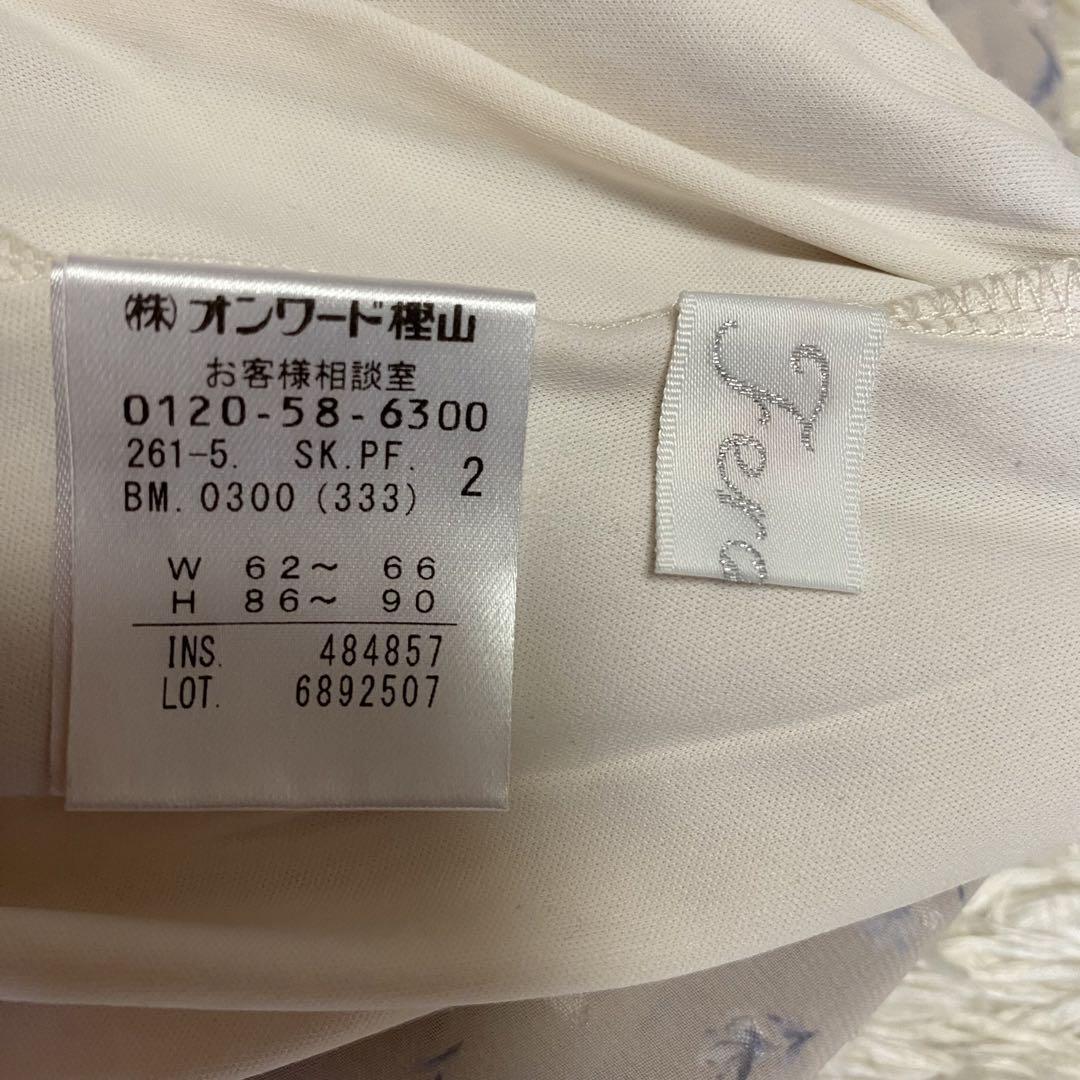 (株)オンワード樫山
お客様相談室
0120-58-6300
261-5. SK.PF. 2
BM. 0300 (333)
W 62～ 66
H 86～ 90
INS. 484857
LOT. 6892507